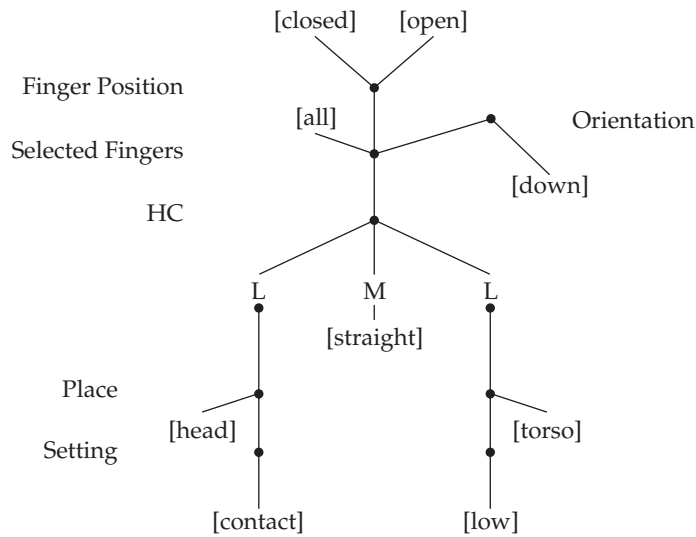 [closed] [open]
Finger Position
[all]
Orientation
Selected Fingers
[down]
HC
L M L
[straight]
Place
[head] [torso]
Setting
[contact] [low]